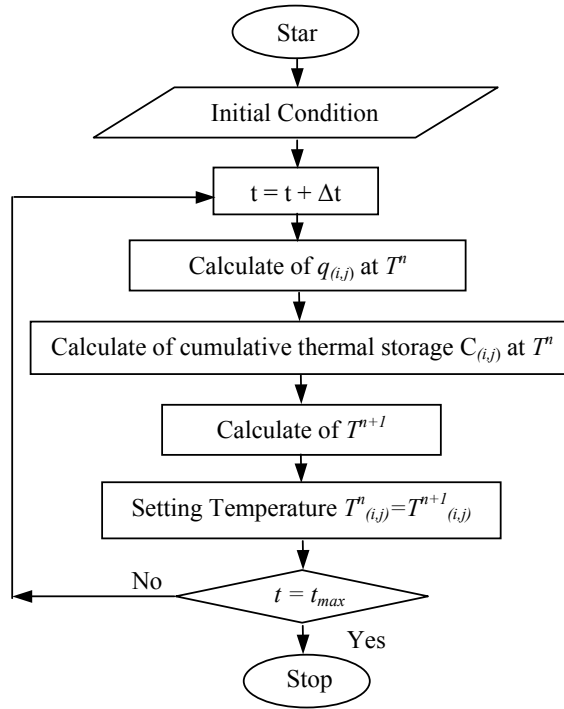 Star
Initial Condition
t = t + Δt
Calculate of q(i,j) at Tⁿ
Calculate of cumulative thermal storage C(i,j) at Tⁿ
Calculate of Tⁿ⁺¹
Setting Temperature Tⁿ(i,j)=Tⁿ⁺¹(i,j)
No
t = tmax
Yes
Stop